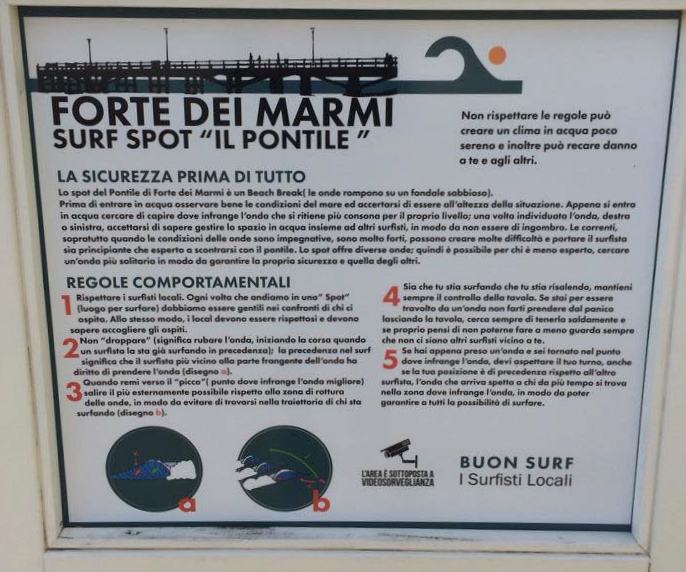 FORTE DEI MARMI
SURF SPOT “IL PONTILE ”
Non rispettare le regole può
creare un clima in acqua poco
sereno e inoltre può recare danno
a te e agli altri.
LA SICUREZZA PRIMA DI TUTTO
Lo spot del Pontile di Forte dei Marmi è un Beach Break( le onde rompono su un fondale sabbioso).
Prima di entrare in acqua osservare bene le condizioni del mare ed accertarsi di essere all'altezza della situazione. Appena si entra
in acqua cercare di capire dove infrange l'onda che si ritiene più consona per il proprio livello; una volta individuata l'onda, destra
o sinistra, accettarsi di sapere gestire lo spazio in acqua insieme ad altri surfisti, in modo da non essere di ingombro. Le correnti,
sopratutto quando le condizioni delle onde sono impegnative, sono molto forti, possono creare molte difficoltà e portare il surfista
sia principiante che esperto a scontrarsi con il pontile. Lo spot offre diverse onde; quindi è possibile per chi è meno esperto, cercare
un'onda più solitaria in modo da garantire la propria sicurezza e quella degli altri.
REGOLE COMPORTAMENTALI
1 Rispettare i surfisti locali. Ogni volta che andiamo in uno“ Spot”
(luogo per surfare) dobbiamo essere gentili nei confronti di chi ci
ospita. Allo stesso modo, i local devono essere rispettosi e devono
sapere accogliere gli ospiti.
2 Non “droppare” (significa rubare l'onda, iniziando la corsa quando
un surfista la sta già surfando in precedenza); la precedenza nel surf
significa che il surfista più vicino alla parte frangente dell'onda ha
diritto di prendere l'onda (disegno a).
3 Quando remi verso il “picco”( punto dove infrange l'onda migliore)
salire il più esternamente possibile rispetto alla zona di rottura
delle onde, in modo da evitare di trovarsi nella traiettoria di chi sta
surfando (disegno b).
4 Sia che tu stia surfando che tu stia risalendo, mantieni
sempre il controllo della tavola. Se stai per essere
travolto da un'onda non farti prendere dal panico
lasciando la tavola, cerca sempre di tenerla saldamente e
se proprio pensi di non poterne fare a meno guarda sempre
che non ci siano altri surfisti vicino a te.
5 Se hai appena preso un'onda e sei tornato nel punto
dove infrange l'onda, devi aspettare il tuo turno, anche
se la tua posizione è di precedenza rispetto all'altro
surfista, l'onda che arriva spetta a chi da più tempo si trova
nella zona dove infrange l'onda, in modo da poter
garantire a tutti la possibilità di surfare.
a
b
L'AREA È SOTTOPOSTA A
VIDEOSORVEGLIANZA
BUON SURF
I Surfisti Locali